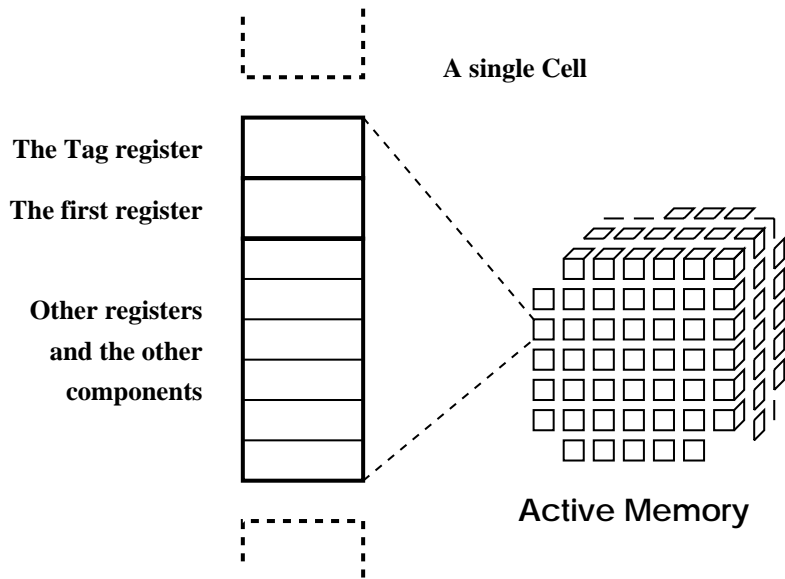 A single Cell
The Tag register
The first register
Other registers
and the other
components
Active Memory